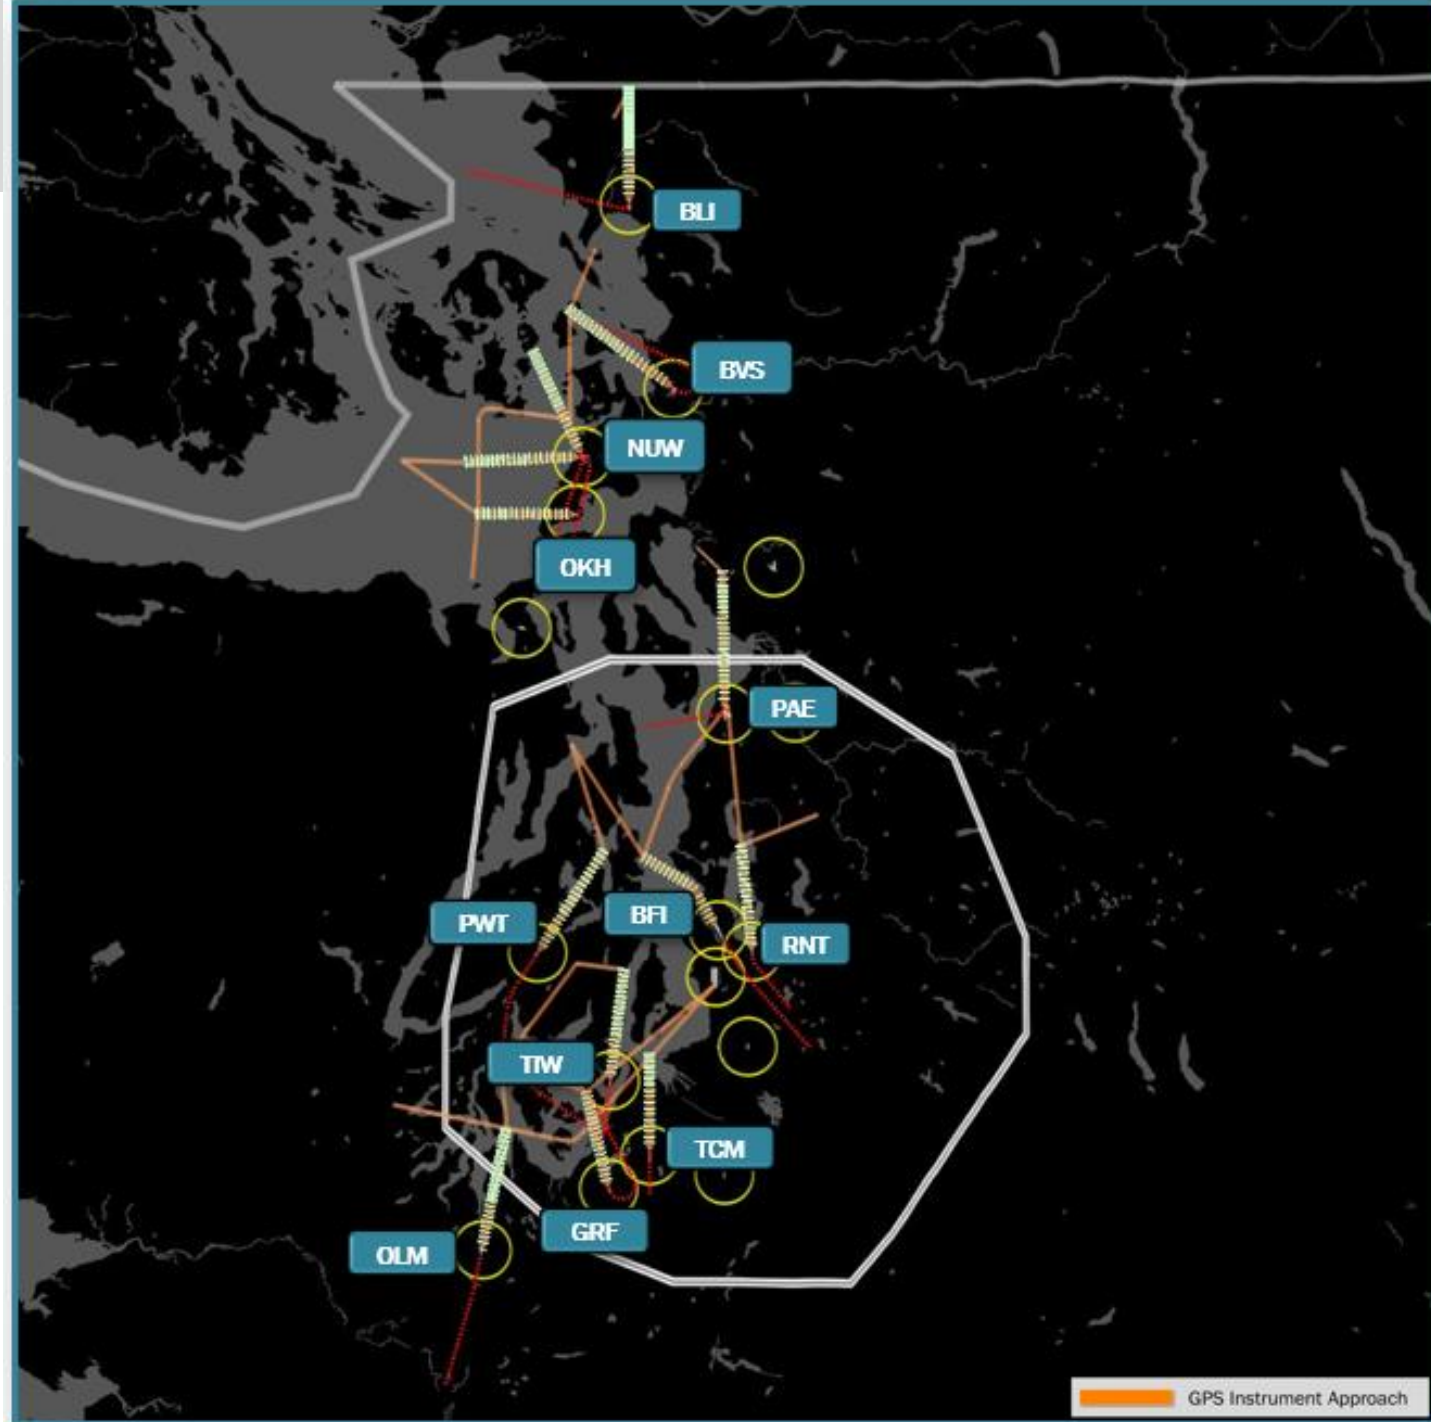 BLI
BVS
NUW
OKH
PAE
PWT
BFI
RNT
TIW
TCM
GRF
OLM
GPS Instrument Approach